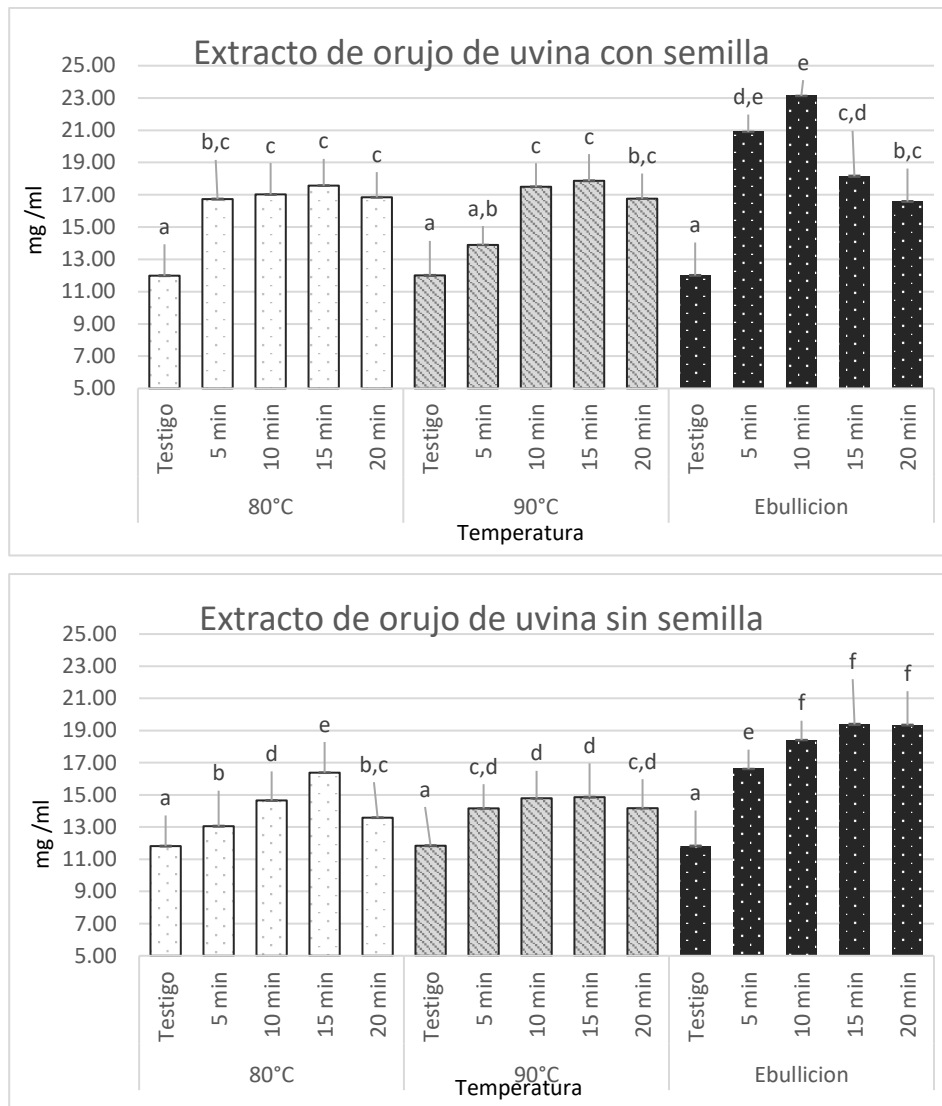 Extracto de orujo de uvina con semilla
25.00
23.00
21.00
19.00
17.00
15.00
13.00
11.00
9.00
7.00
5.00
mg /ml
a
b,c
c
c
c
a
a,b
c
c
b,c
a
d,e
e
c,d
b,c
Testigo
5 min
10 min
15 min
20 min
Testigo
5 min
10 min
15 min
20 min
Testigo
5 min
10 min
15 min
20 min
80°C
90°C
Ebullicion
Temperatura
Extracto de orujo de uvina sin semilla
25.00
23.00
21.00
19.00
17.00
15.00
13.00
11.00
9.00
7.00
5.00
mg /ml
a
b
d
e
b,c
a
c,d
d
d
c,d
a
e
f
f
f
Testigo
5 min
10 min
15 min
20 min
Testigo
5 min
10 min
15 min
20 min
Testigo
5 min
10 min
15 min
20 min
80°C
90°C
Ebullicion
Temperatura